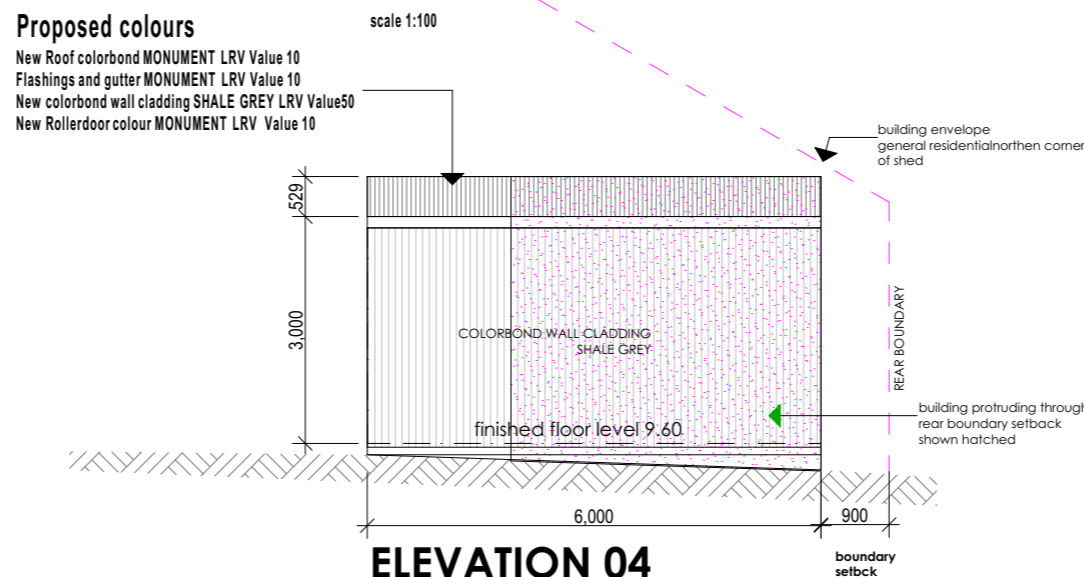 Proposed colours
scale 1:100
New Roof colorbond MONUMENT LRV Value 10
Flashings and gutter MONUMENT LRV Value 10
New colorbond wall cladding SHALE GREY LRV Value50
New Rollerdoor colour MONUMENT LRV Value 10
building envelope
general residentialnorthen corner
of shed
529
3,000
COLORBOND WALL CLADDING
SHALE GREY
REAR BOUNDARY
building protruding through
rear boundary setback
shown hatched
finished floor level 9.60
6,000
900
ELEVATION 04
boundary
setbck